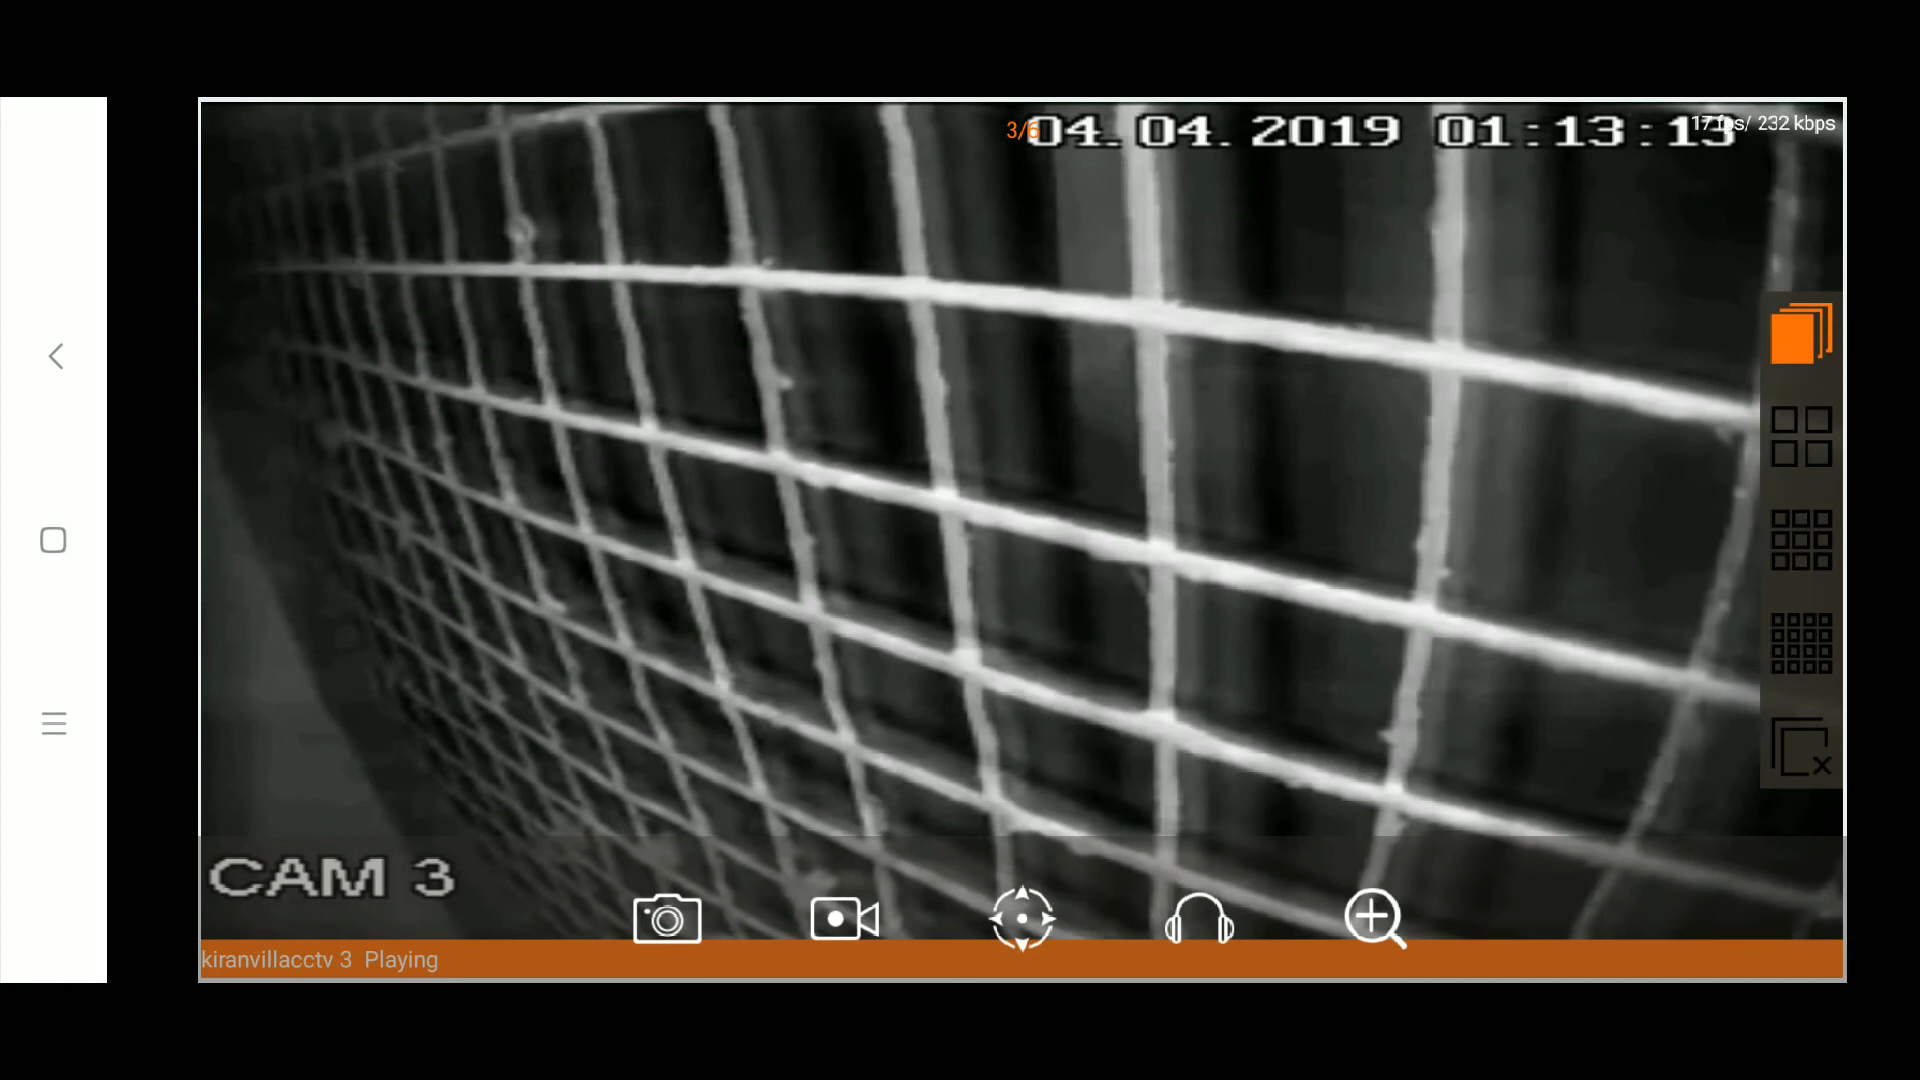 3/6
04. 04. 2019 01:13:13
17 fps/ 232 kbps
CAM 3
kiranvillacctv 3 Playing